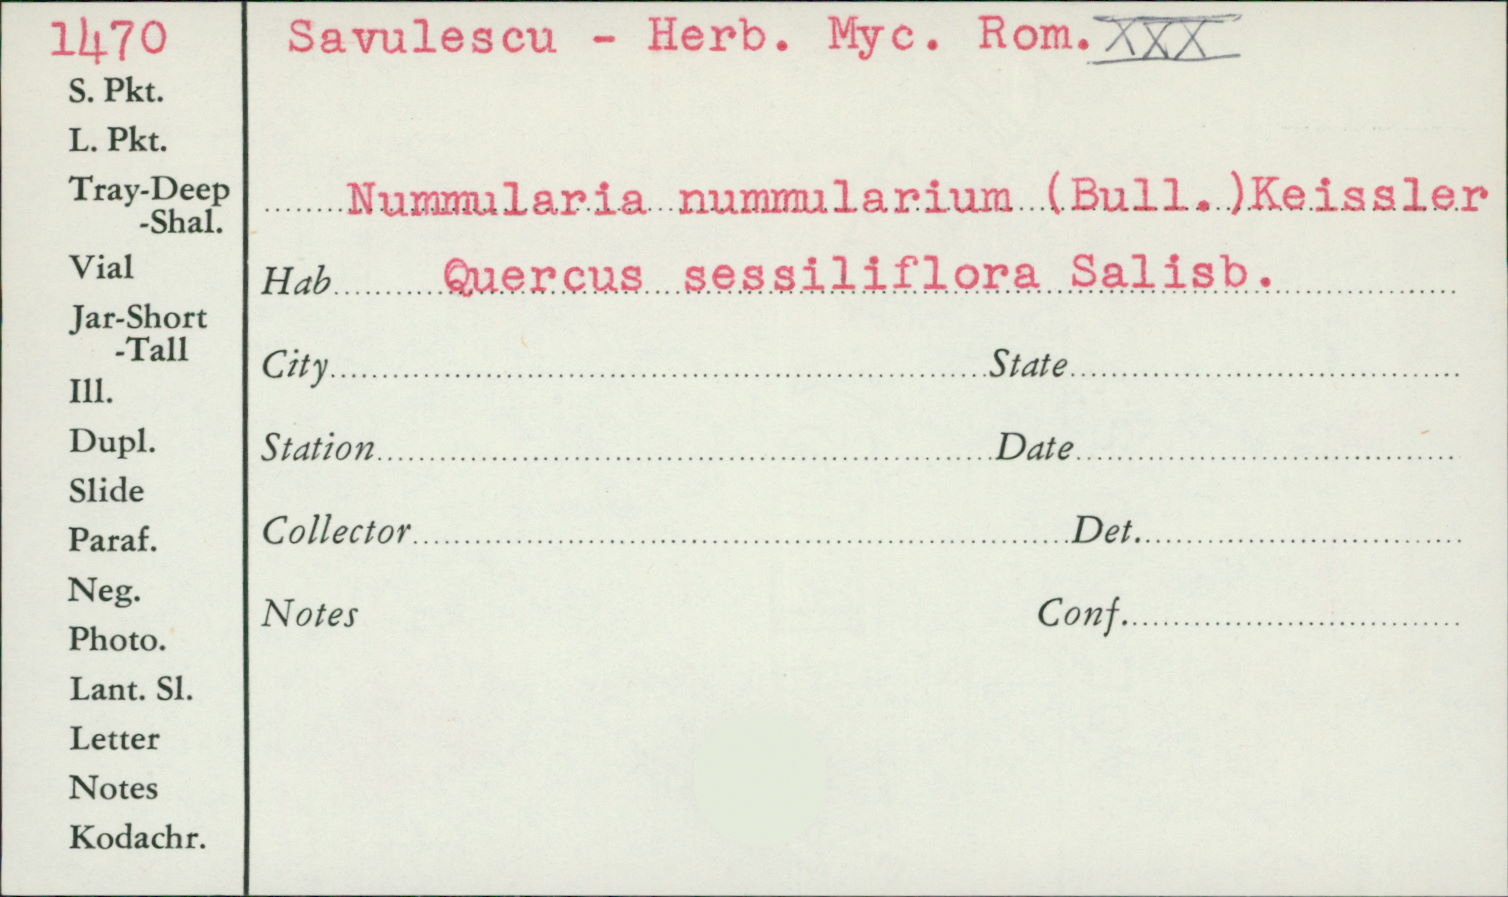 1470
Savulescu - Herb. Myc. Rom. XXX
S. Pkt.
L. Pkt.
Tray-Deep
-Shal.
Vial
Jar-Short
-Tall
Ill.
Dupl.
Slide
Paraf.
Neg.
Photo.
Lant. Sl.
Letter
Notes
Kodachr.
Nummularia nummularium (Bull.)Keissler
Hab Quercus sessiliflora Salisb.
City State
Station Date
Collector Det.
Notes Conf.